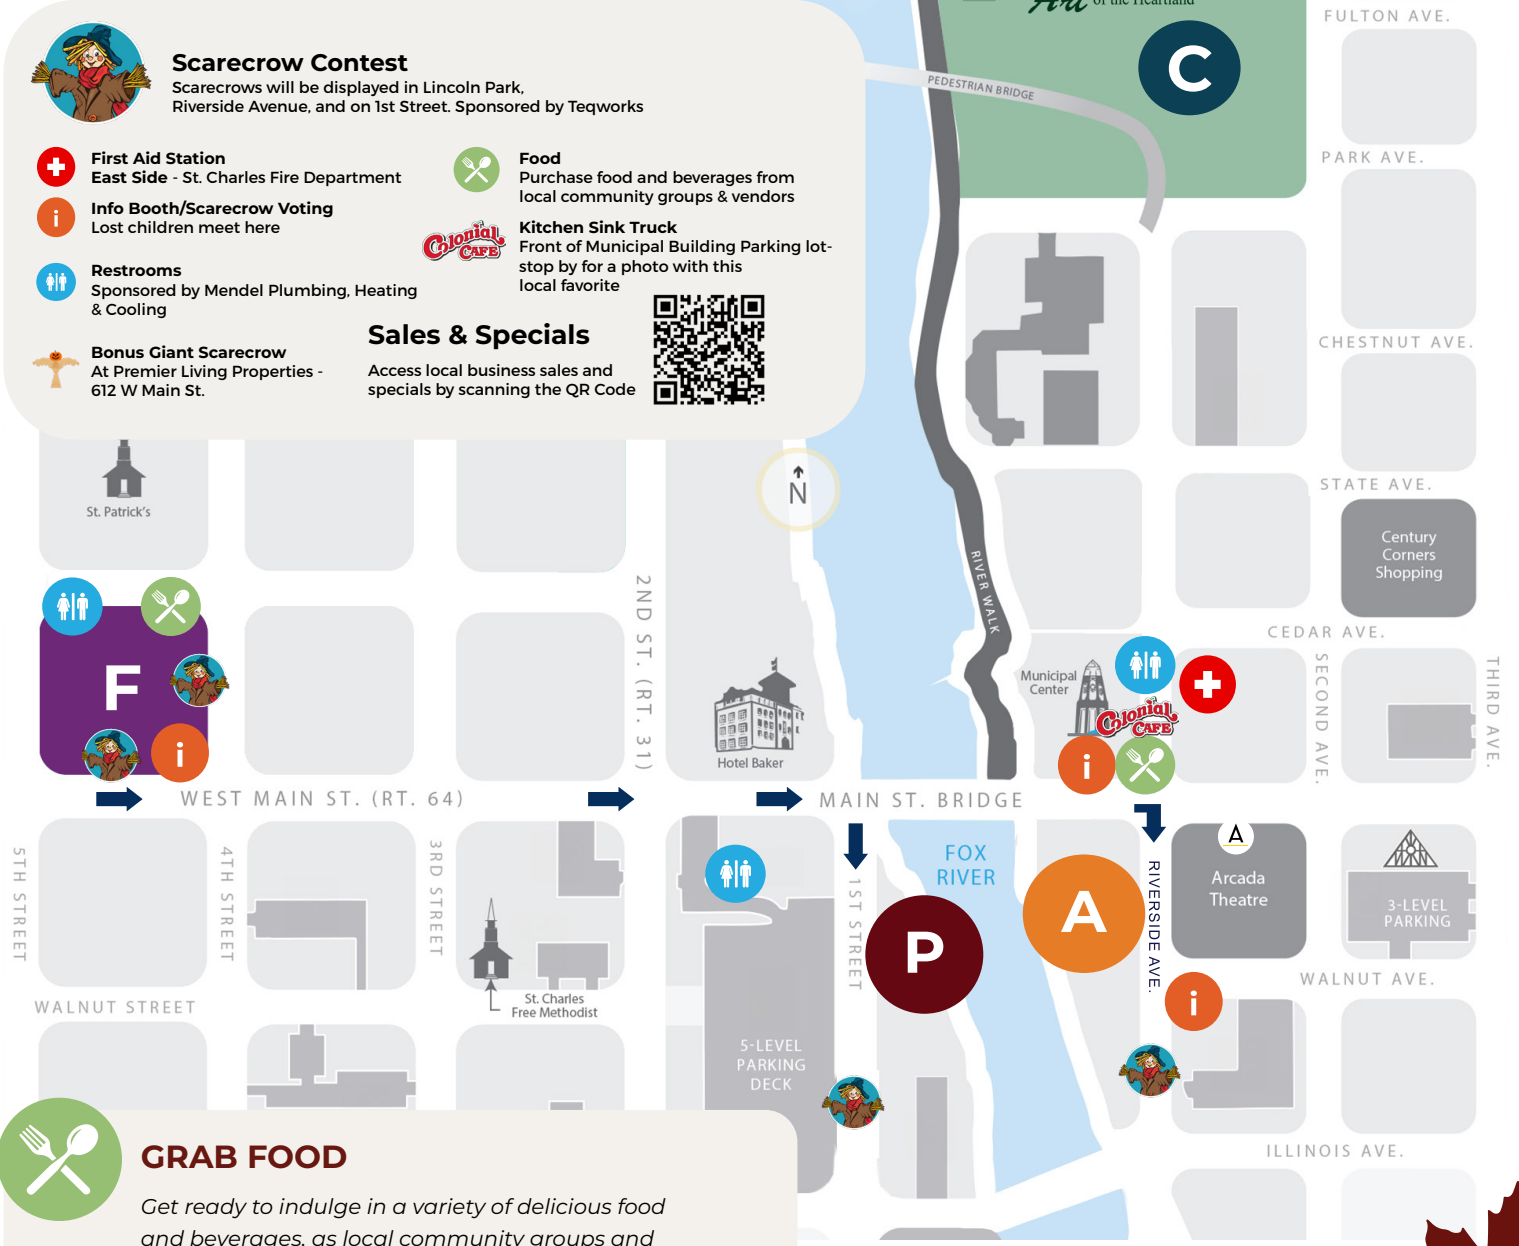 Art of the Heartland
C
FULTON AVE.
Scarecrow Contest
Scarecrows will be displayed in Lincoln Park,
Riverside Avenue, and on 1st Street. Sponsored by Teqworks
First Aid Station
East Side - St. Charles Fire Department
Info Booth/Scarecrow Voting
Lost children meet here
Restrooms
Sponsored by Mendel Plumbing, Heating
& Cooling
Bonus Giant Scarecrow
At Premier Living Properties -
612 W Main St.
Food
Purchase food and beverages from
local community groups & vendors
Colonial
CAFE
Kitchen Sink Truck
Front of Municipal Building Parking lot-
stop by for a photo with this
local favorite
Sales & Specials
Access local business sales and
specials by scanning the QR Code
PEDESTRIAN BRIDGE
PARK AVE.
CHESTNUT AVE.
STATE AVE.
N
St. Patrick's
Century
Corners
Shopping
RIVER WALK
2ND ST. (RT. 31)
CEDAR AVE.
SECOND AVE.
THIRD AVE.
F
i
Hotel Baker
Municipal
Center
Colonial
CAFE
i
WEST MAIN ST. (RT. 64)
MAIN ST. BRIDGE
5TH STREET
4TH STREET
3RD STREET
1ST STREET
FOX
RIVER
P
A
RIVERSIDE AVE.
A
Arcada
Theatre
3-LEVEL
PARKING
WALNUT AVE.
i
WALNUT STREET
St. Charles
Free Methodist
5-LEVEL
PARKING
DECK
ILLINOIS AVE.
GRAB FOOD
Get ready to indulge in a variety of delicious food
and beverages, as local community groups and